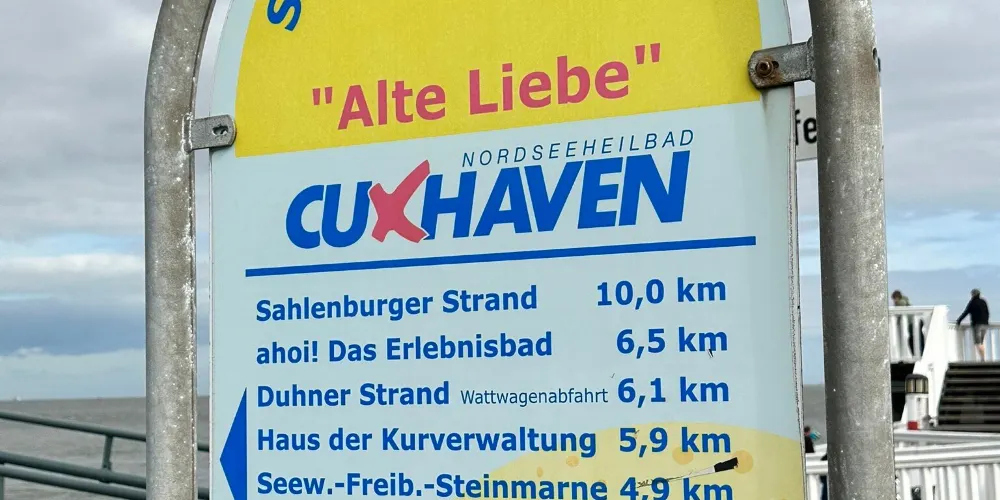 "Alte Liebe"
NORDSEEHEILBAD
CUXHAVEN
Sahlenburger Strand 10,0 km
ahoi! Das Erlebnisbad 6,5 km
Duhner Strand Wattwagenabfahrt 6,1 km
Haus der Kurverwaltung 5,9 km
Seew.-Freib.-Steinmarne 4,9 km